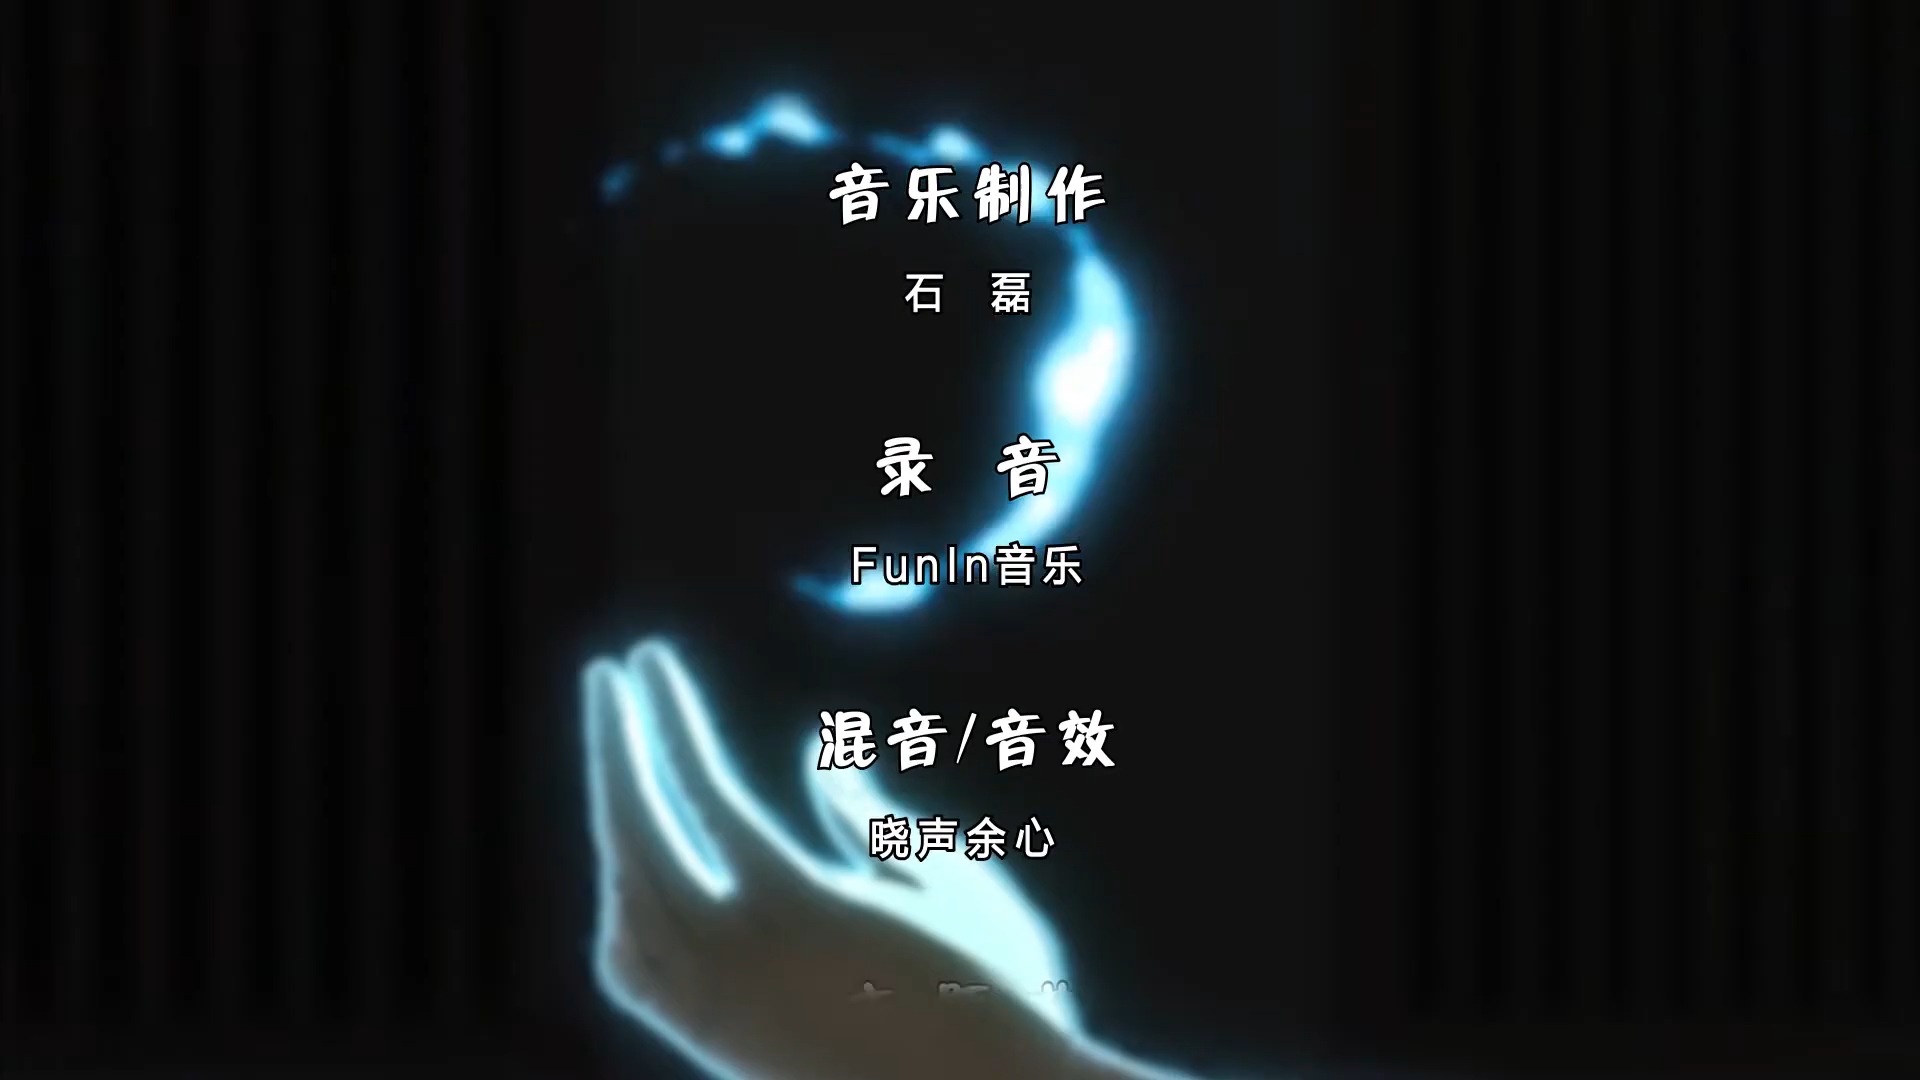 音乐制作
石 磊
录 音
FunIn音乐
混音/音效
晓声余心